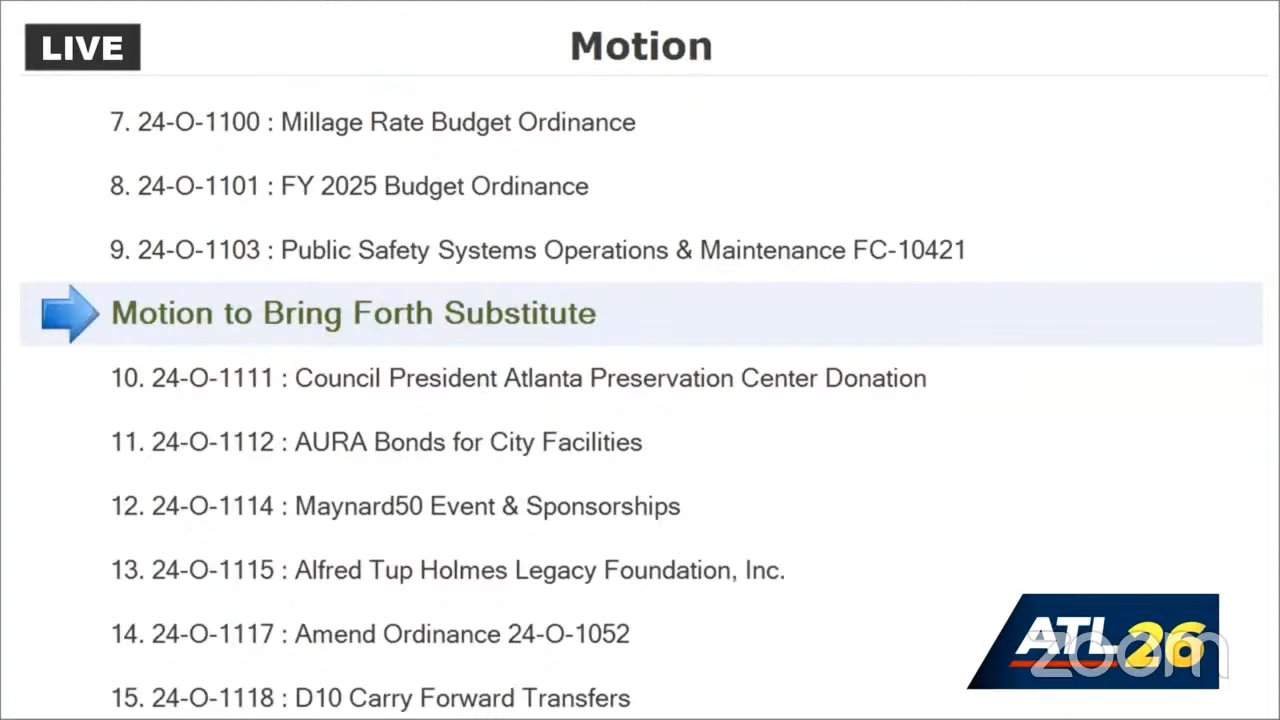 LIVE
Motion
7. 24-O-1100 : Millage Rate Budget Ordinance
8. 24-O-1101 : FY 2025 Budget Ordinance
9. 24-O-1103 : Public Safety Systems Operations & Maintenance FC-10421
Motion to Bring Forth Substitute
10. 24-O-1111 : Council President Atlanta Preservation Center Donation
11. 24-O-1112 : AURA Bonds for City Facilities
12. 24-O-1114 : Maynard50 Event & Sponsorships
13. 24-O-1115 : Alfred Tup Holmes Legacy Foundation, Inc.
14. 24-O-1117 : Amend Ordinance 24-O-1052
15. 24-O-1118 : D10 Carry Forward Transfers
ATL 26
zoom